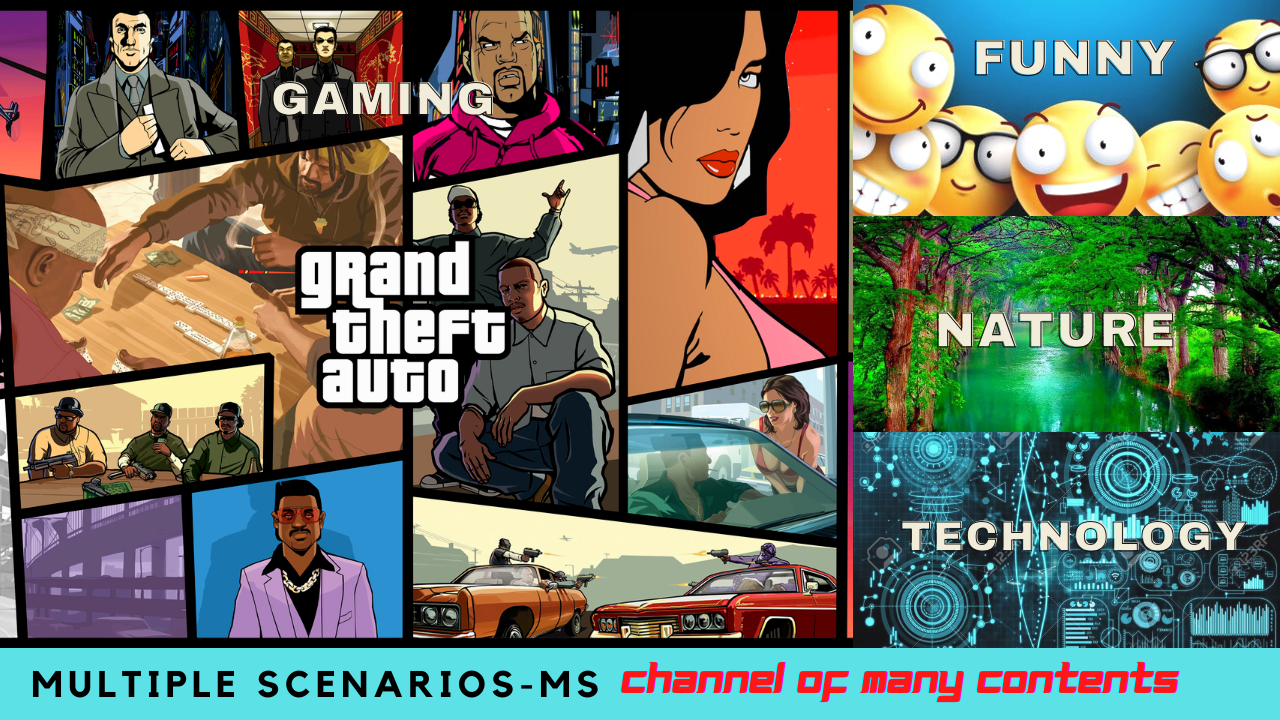 GAMING
grand
theft
auto
FUNNY
NATURE
TECHNOLOGY
MULTIPLE SCENARIOS-MS channel of many contents